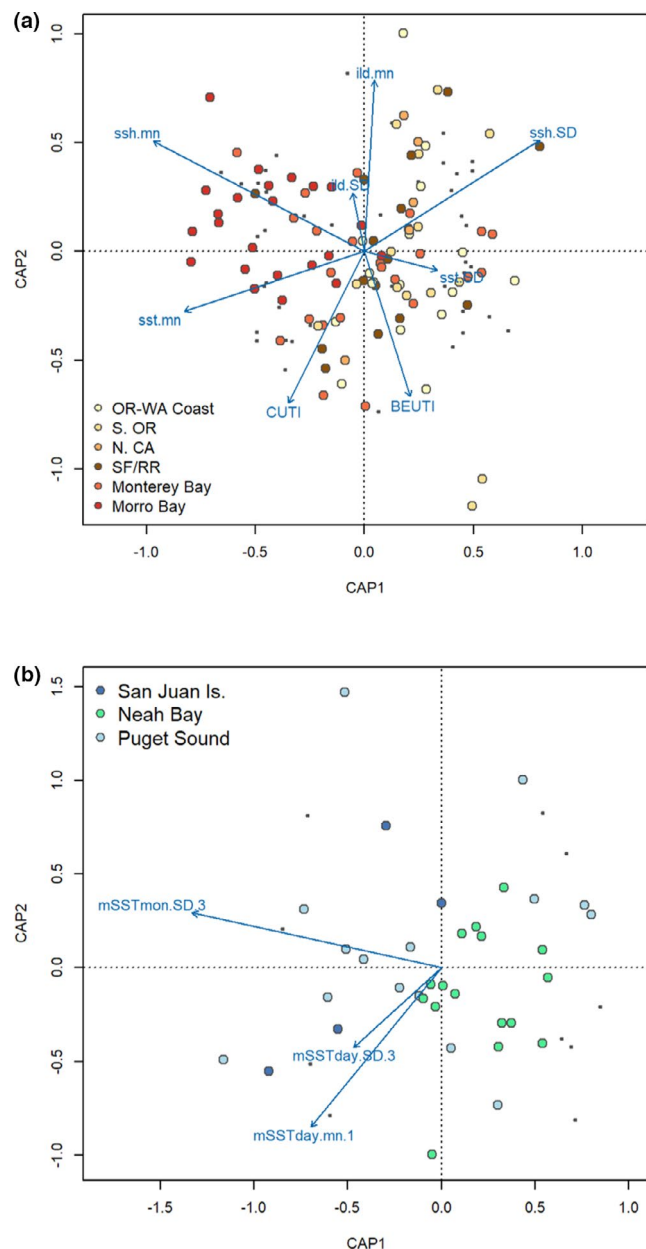 (a)
1.0
0.5
0.0
-0.5
-1.0
CAP2
ild.mn
ssh.mn
ssh.SD
ild.SD
sst.SD
sst.mn
CUTI
BEUTI
OR-WA Coast
S. OR
N. CA
SF/RR
Monterey Bay
Morro Bay
-1.0 -0.5 0.0 0.5 1.0
CAP1
(b)
San Juan Is.
Neah Bay
Puget Sound
1.5
1.0
0.5
0.0
-0.5
-1.0
CAP2
mSSTmon.SD.3
mSSTday.SD.3
mSSTday.mn.1
-1.5 -1.0 -0.5 0.0 0.5 1.0
CAP1